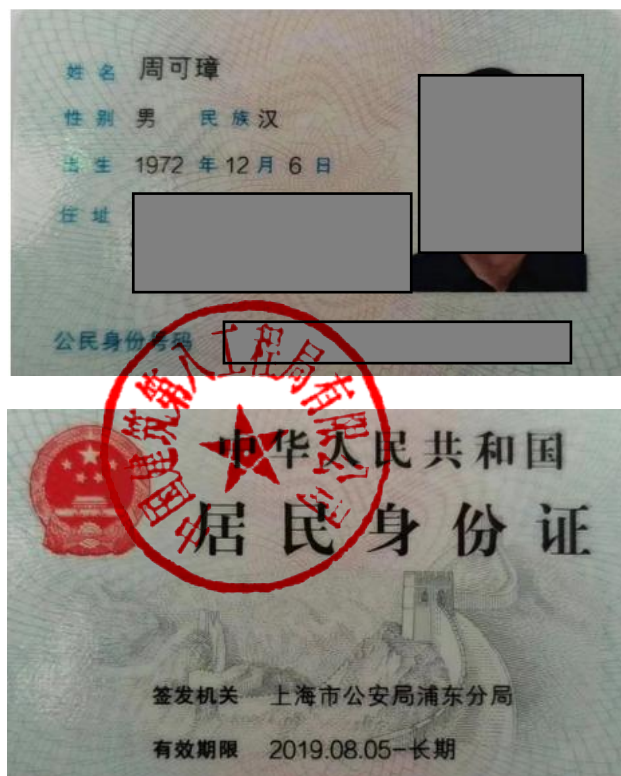 姓名 周可璋
性别 男 民族 汉
出生 1972 年 12 月 6 日
住址
公民身份号码
中国建筑第八工程局有限公司
中华人民共和国
居民身份证
签发机关 上海市公安局浦东分局
有效期限 2019.08.05-长期